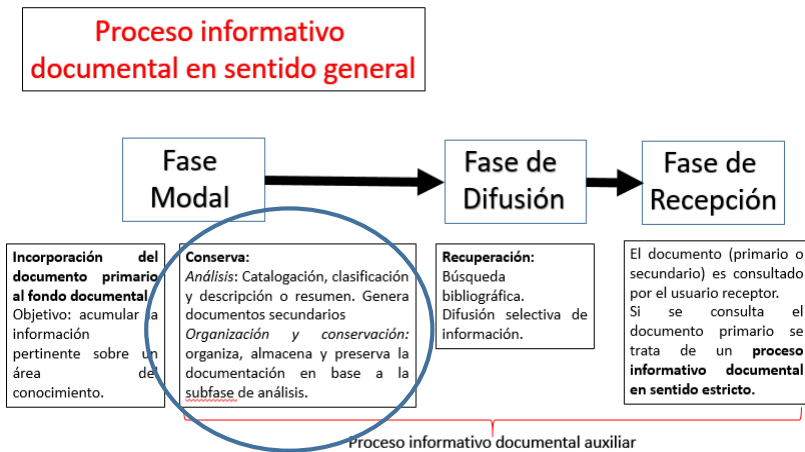 Proceso informativo
documental en sentido general
Fase
Modal
Fase de
Difusión
Fase de
Recepción
Incorporación del
documento primario
al fondo documental
Objetivo: acumular la
información
pertinente sobre un
área del
conocimiento.
Conserva:
Análisis: Catalogación, clasificación
y descripción o resumen. Genera
documentos secundarios
Organización y conservación:
organiza, almacena y preserva la
documentación en base a la
subfase de análisis.
Recuperación:
Búsqueda
bibliográfica.
Difusión selectiva de
información.
El documento (primario o
secundario) es consultado
por el usuario receptor.
Si se consulta el
documento primario se
trata de un proceso
informativo documental
en sentido estricto.
Proceso informativo documental auxiliar